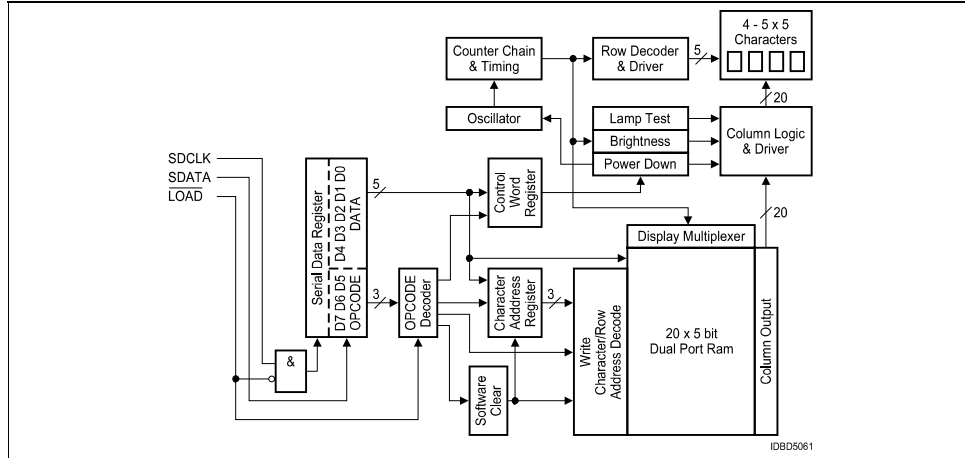 4 - 5 x 5
Characters
Counter Chain
& Timing
Row Decoder
& Driver
5
20
Oscillator
Lamp Test
Brightness
Power Down
Column Logic
& Driver
SDCLK
SDATA
LOAD
Serial Data Register
D4 D3 D2 D1 D0
DATA
D7 D6 D5
OPCODE
5
3
OPCODE
Decoder
Control
Word
Register
20
Display Multiplexer
Character
Adddress
Register
3
Write
Character/Row
Address Decode
20 x 5 bit
Dual Port Ram
Column Output
&
Software
Clear
IDBD5061